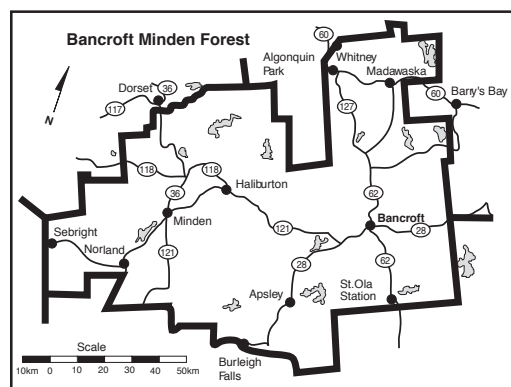 Bancroft Minden Forest
60
Algonquin
Park
Whitney
Madawaska
60
Barry's Bay
Dorset
36
117
N
127
118
118
Haliburton
36
62
Minden
Sebright
Norland
121
121
Bancroft
28
28
62
Apsley
St.Ola
Station
Scale
10km 0 10 20 30 40 50km
Burleigh
Falls